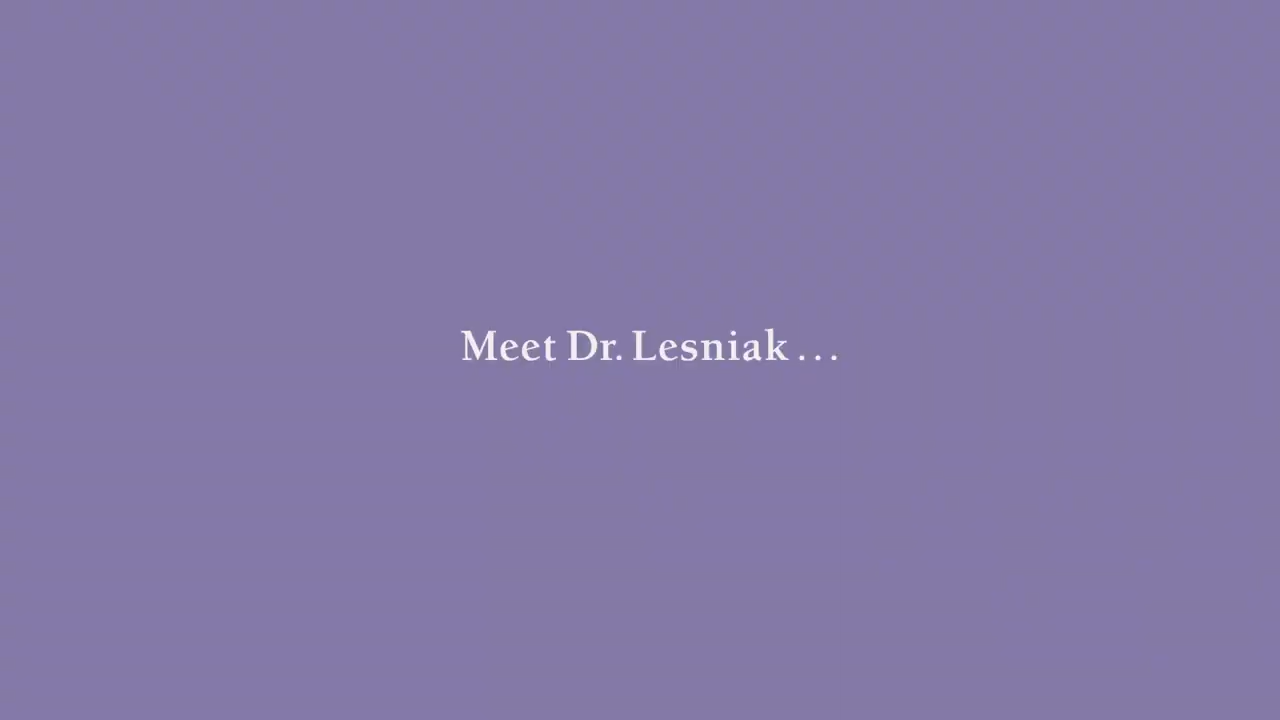 Meet Dr. Lesniak . . .